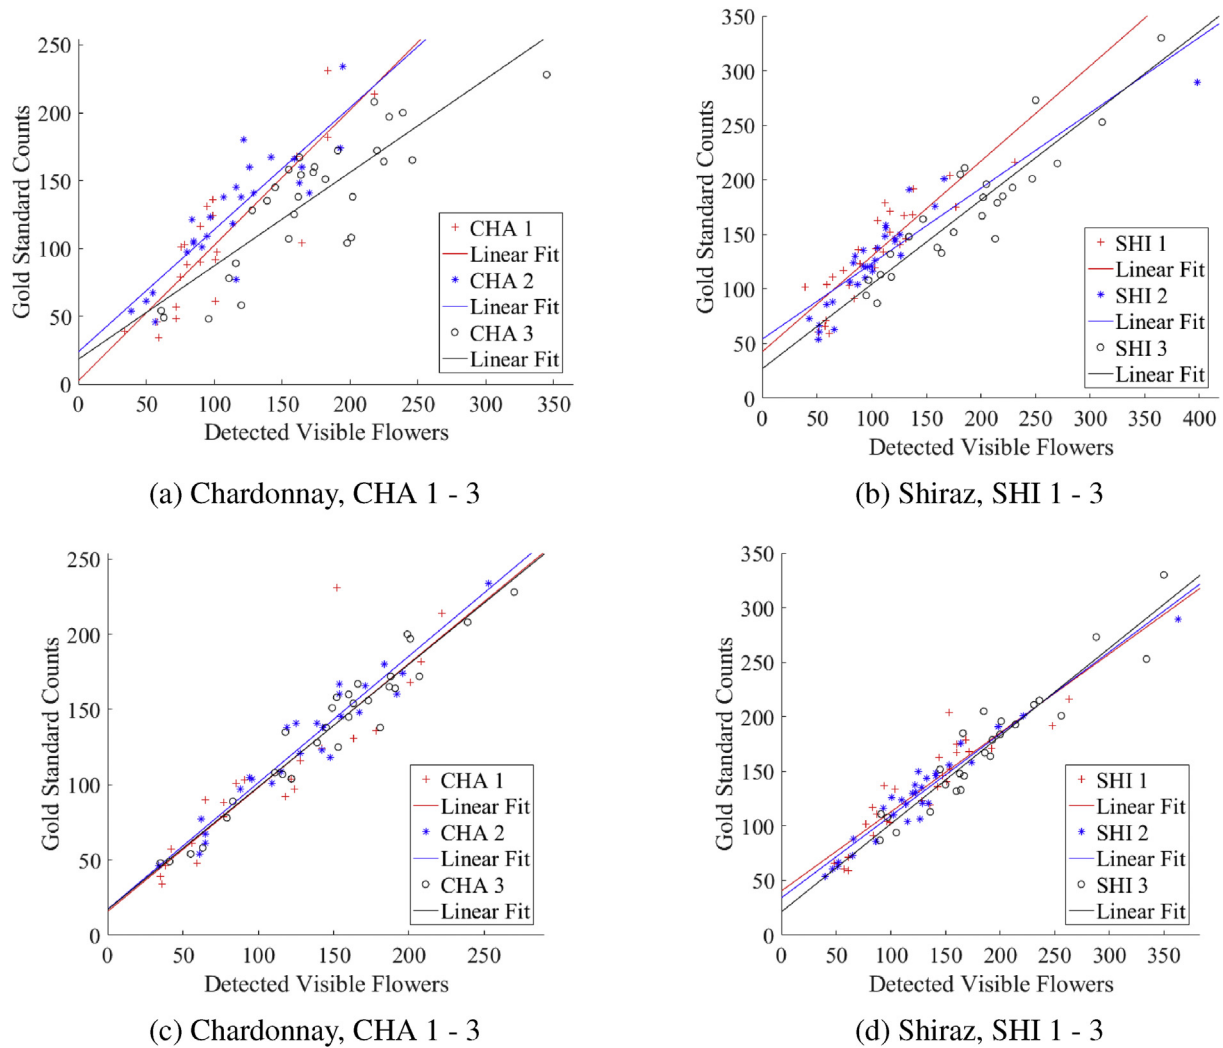 250
200
150
100
50
0
Gold Standard Counts
CHA 1
Linear Fit
CHA 2
Linear Fit
CHA 3
Linear Fit
0 50 100 150 200 250 300 350
Detected Visible Flowers
(a) Chardonnay, CHA 1 - 3
350
300
250
200
150
100
50
0
Gold Standard Counts
SHI 1
Linear Fit
SHI 2
Linear Fit
SHI 3
Linear Fit
0 50 100 150 200 250 300 350 400
Detected Visible Flowers
(b) Shiraz, SHI 1 - 3
250
200
150
100
50
0
Gold Standard Counts
CHA 1
Linear Fit
CHA 2
Linear Fit
CHA 3
Linear Fit
0 50 100 150 200 250
Detected Visible Flowers
(c) Chardonnay, CHA 1 - 3
350
300
250
200
150
100
50
0
Gold Standard Counts
SHI 1
Linear Fit
SHI 2
Linear Fit
SHI 3
Linear Fit
0 50 100 150 200 250 300 350
Detected Visible Flowers
(d) Shiraz, SHI 1 - 3